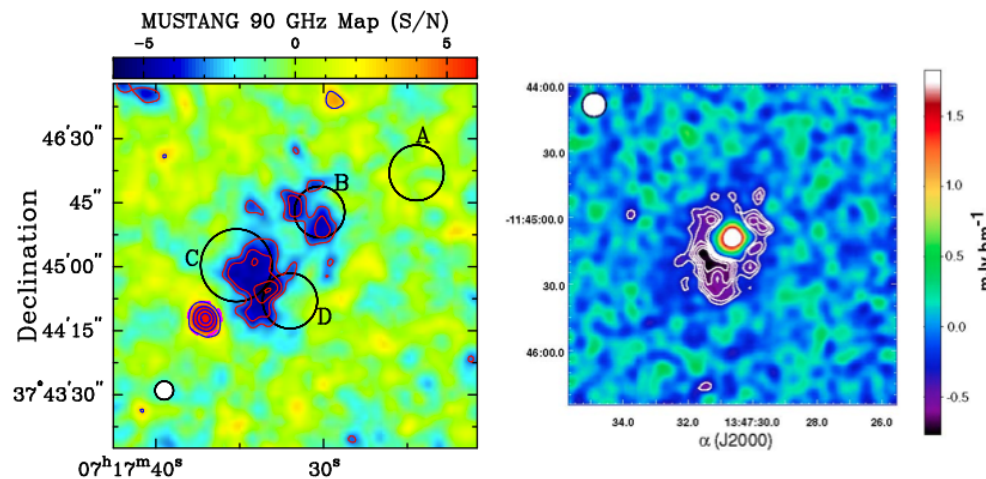 MUSTANG 90 GHz Map (S/N)
−5 0 5
A
B
C
D
Declination
46'30"
45"
45'00"
44'15"
37° 43'30"
07ʰ17ᵐ40ˢ 30ˢ
44:00.0
30.0
-11:45:00.0
30.0
46:00.0
34.0 32.0 13:47:30.0 28.0 26.0
α (J2000)
1.5
1.0
0.5
0.0
-0.5
m Jy bm⁻¹